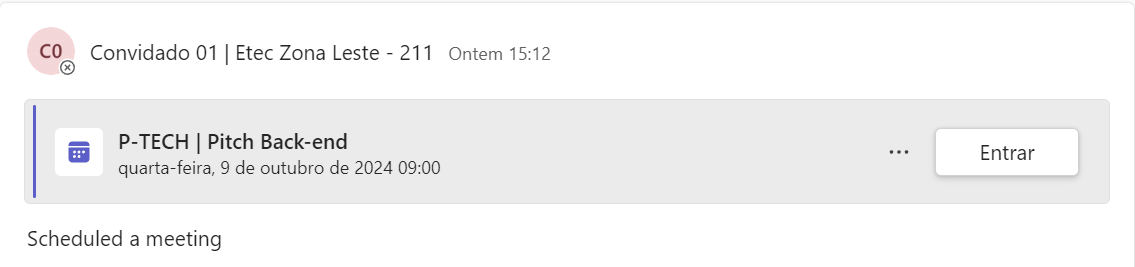 C0 Convidado 01 | Etec Zona Leste - 211 Ontem 15:12
P-TECH | Pitch Back-end
quarta-feira, 9 de outubro de 2024 09:00
... Entrar
Scheduled a meeting